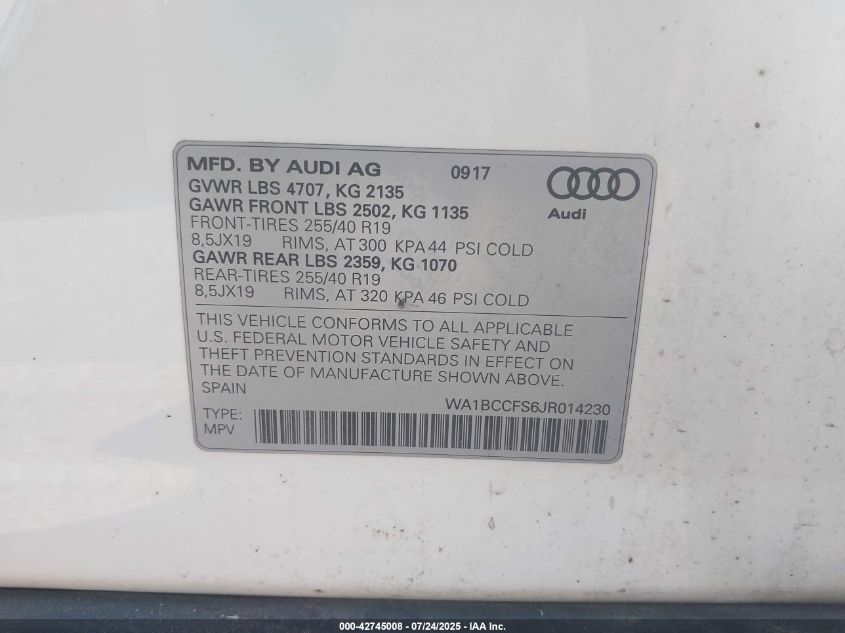 MFD. BY AUDI AG 0917
GVWR LBS 4707, KG 2135
GAWR FRONT LBS 2502, KG 1135
FRONT-TIRES 255/40 R19
8,5JX19 RIMS, AT 300 KPA 44 PSI COLD
GAWR REAR LBS 2359, KG 1070
REAR-TIRES 255/40 R19
8,5JX19 RIMS, AT 320 KPA 46 PSI COLD
Audi
THIS VEHICLE CONFORMS TO ALL APPLICABLE
U.S. FEDERAL MOTOR VEHICLE SAFETY AND
THEFT PREVENTION STANDARDS IN EFFECT ON
THE DATE OF MANUFACTURE SHOWN ABOVE.
SPAIN
WA1BCCFS6JR014230
TYPE:
MPV
000-42745008 - 07/24/2025 - IAA Inc.